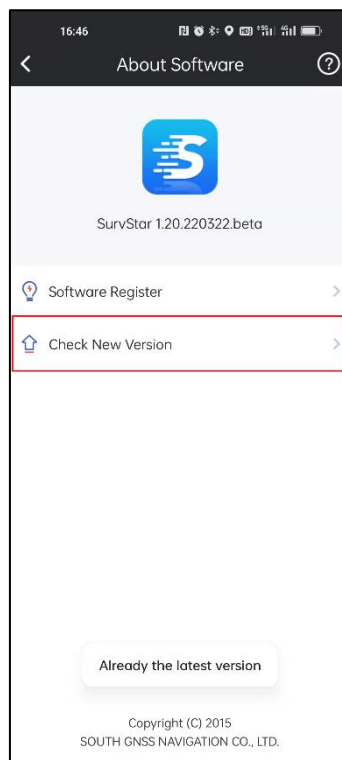 16:46
About Software
SurvStar 1.20.220322.beta
Software Register
Check New Version
Already the latest version
Copyright (C) 2015
SOUTH GNSS NAVIGATION CO., LTD.